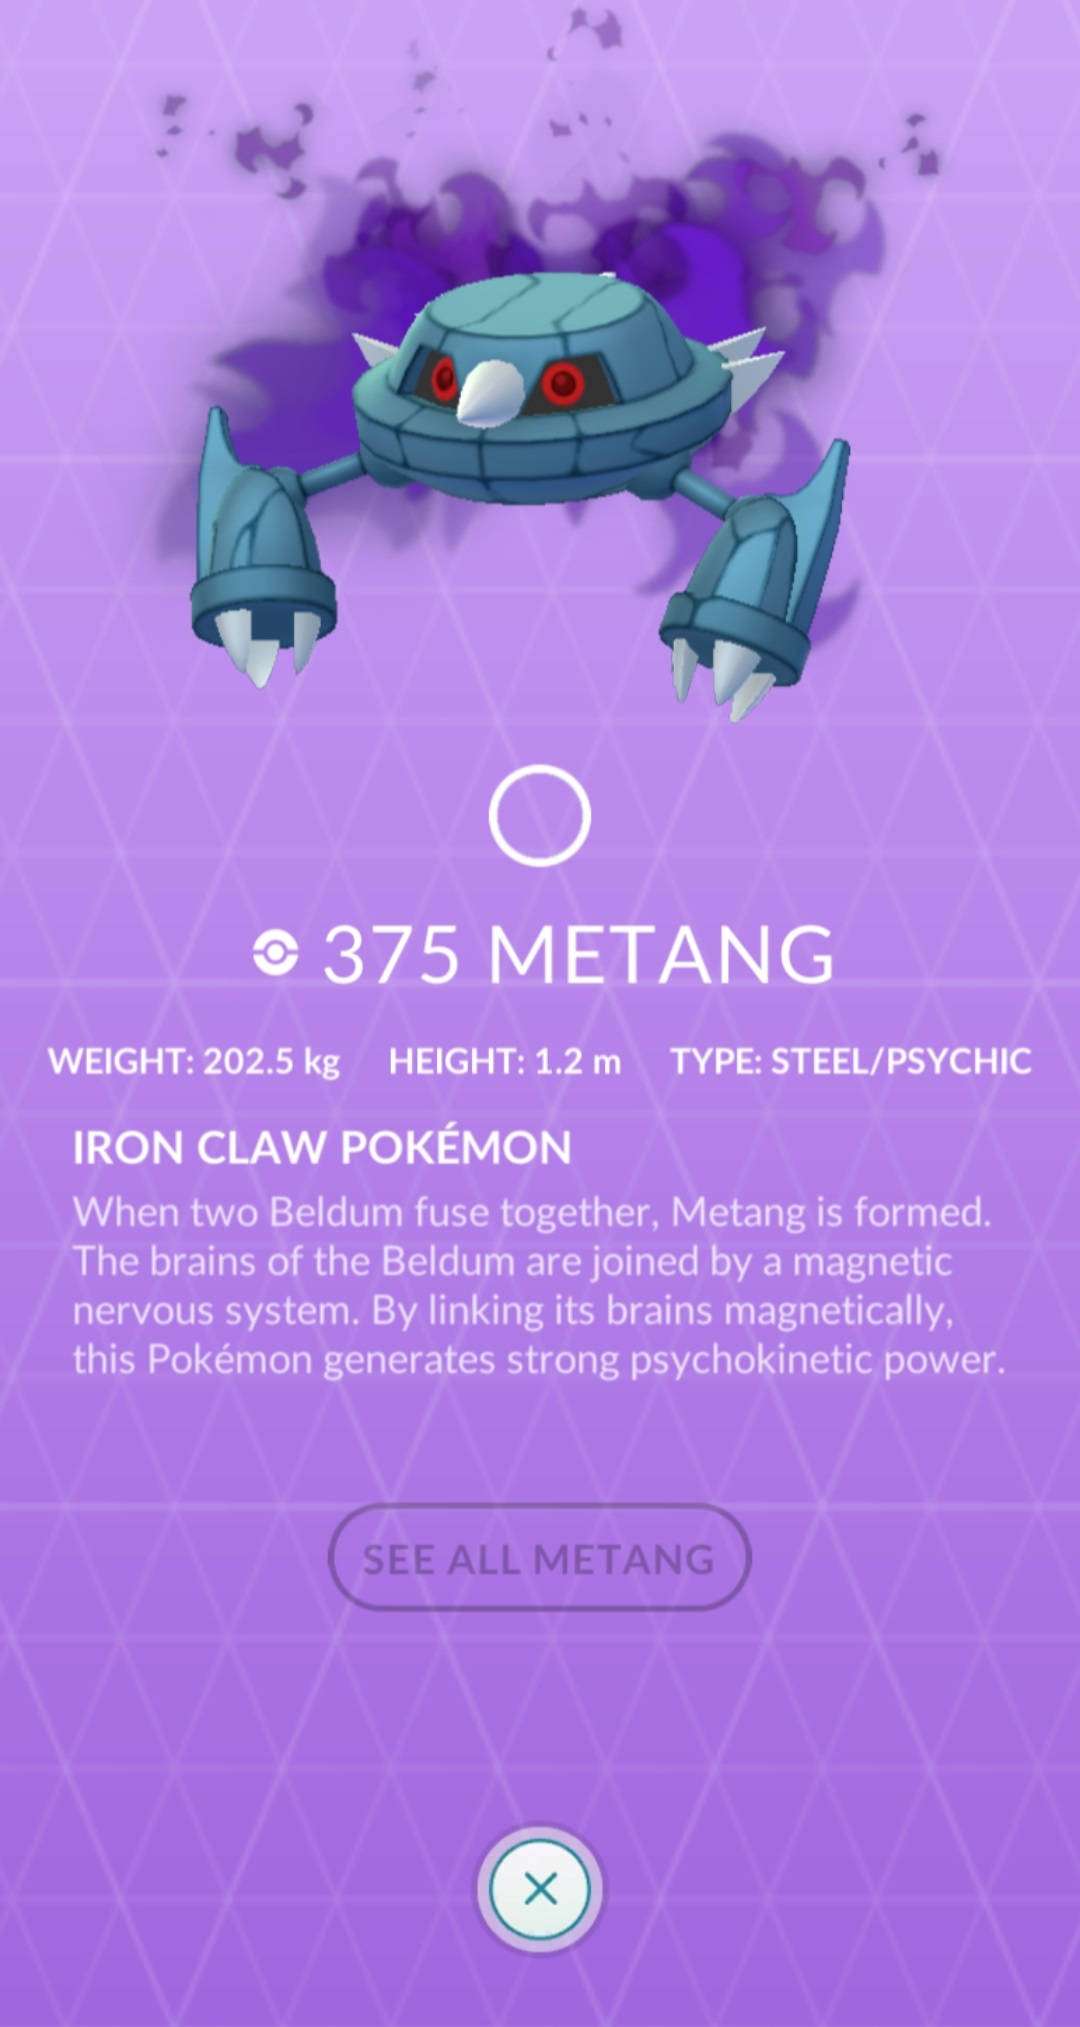 375 METANG
WEIGHT: 202.5 kg HEIGHT: 1.2 m TYPE: STEEL/PSYCHIC
IRON CLAW POKÉMON
When two Beldum fuse together, Metang is formed.
The brains of the Beldum are joined by a magnetic
nervous system. By linking its brains magnetically,
this Pokémon generates strong psychokinetic power.
SEE ALL METANG